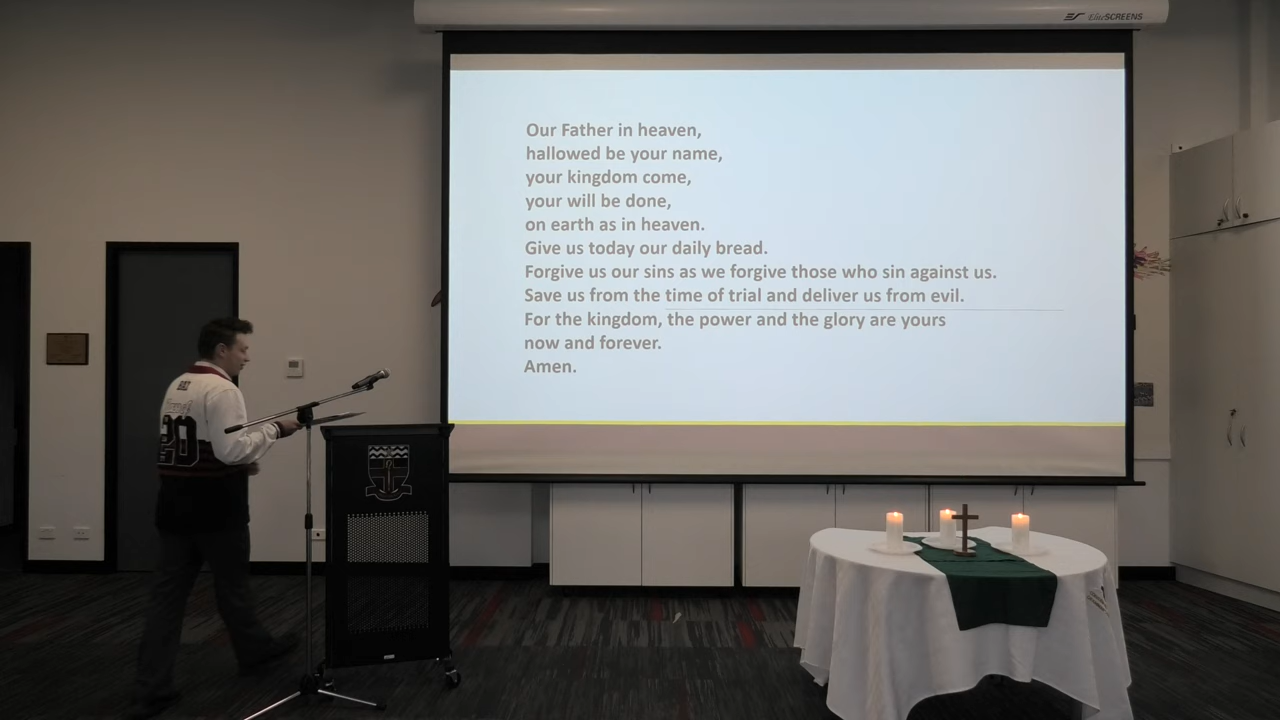 EliteSCREENS
Our Father in heaven,
hallowed be your name,
your kingdom come,
your will be done,
on earth as in heaven.
Give us today our daily bread.
Forgive us our sins as we forgive those who sin against us.
Save us from the time of trial and deliver us from evil.
For the kingdom, the power and the glory are yours
now and forever.
Amen.
20